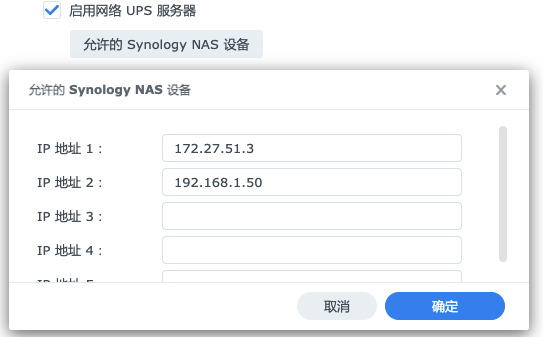 启用网络 UPS 服务器
允许的 Synology NAS 设备
允许的 Synology NAS 设备
IP 地址 1：
172.27.51.3
IP 地址 2：
192.168.1.50
IP 地址 3：
IP 地址 4：
取消
确定